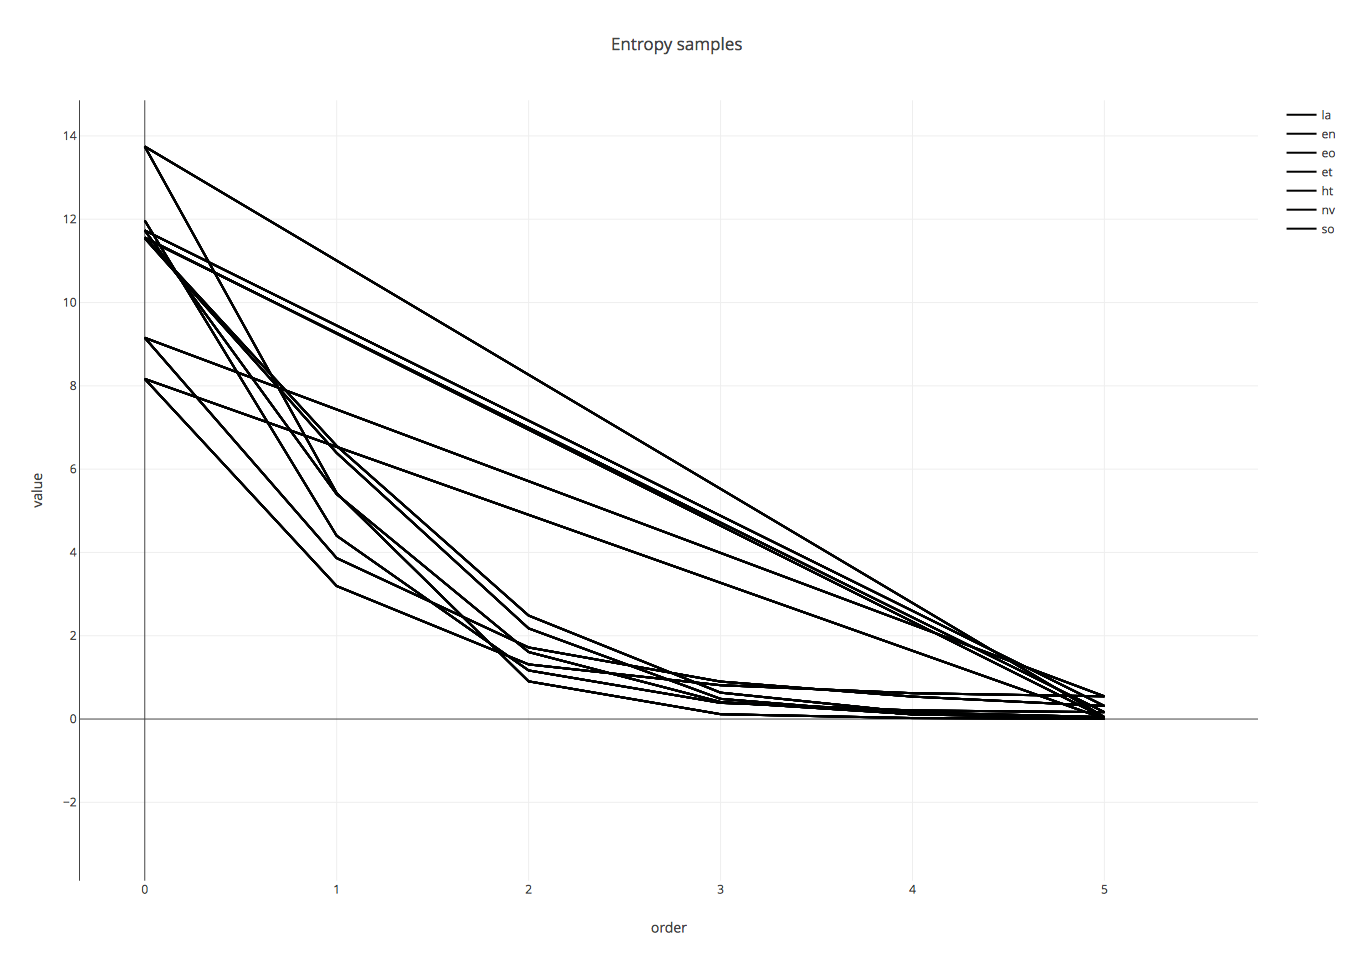 Entropy samples
14
12
10
8
6
4
2
0
−2
value
0 1 2 3 4 5
order
la
en
eo
et
ht
nv
so